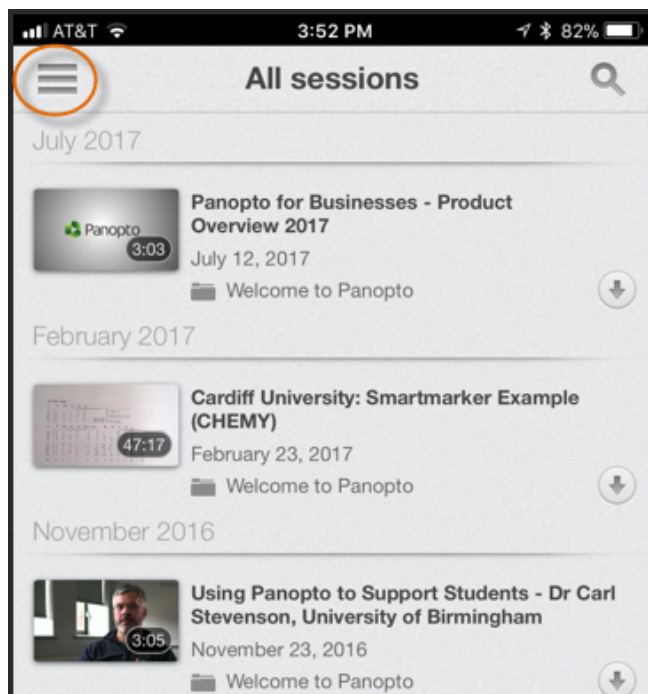 AT&T 3:52 PM 82%
All sessions
July 2017
Panopto
3:03
Panopto for Businesses - Product
Overview 2017
July 12, 2017
Welcome to Panopto
February 2017
47:17
Cardiff University: Smartmarker Example
(CHEMY)
February 23, 2017
Welcome to Panopto
November 2016
3:05
Using Panopto to Support Students - Dr Carl
Stevenson, University of Birmingham
November 23, 2016
Welcome to Panopto